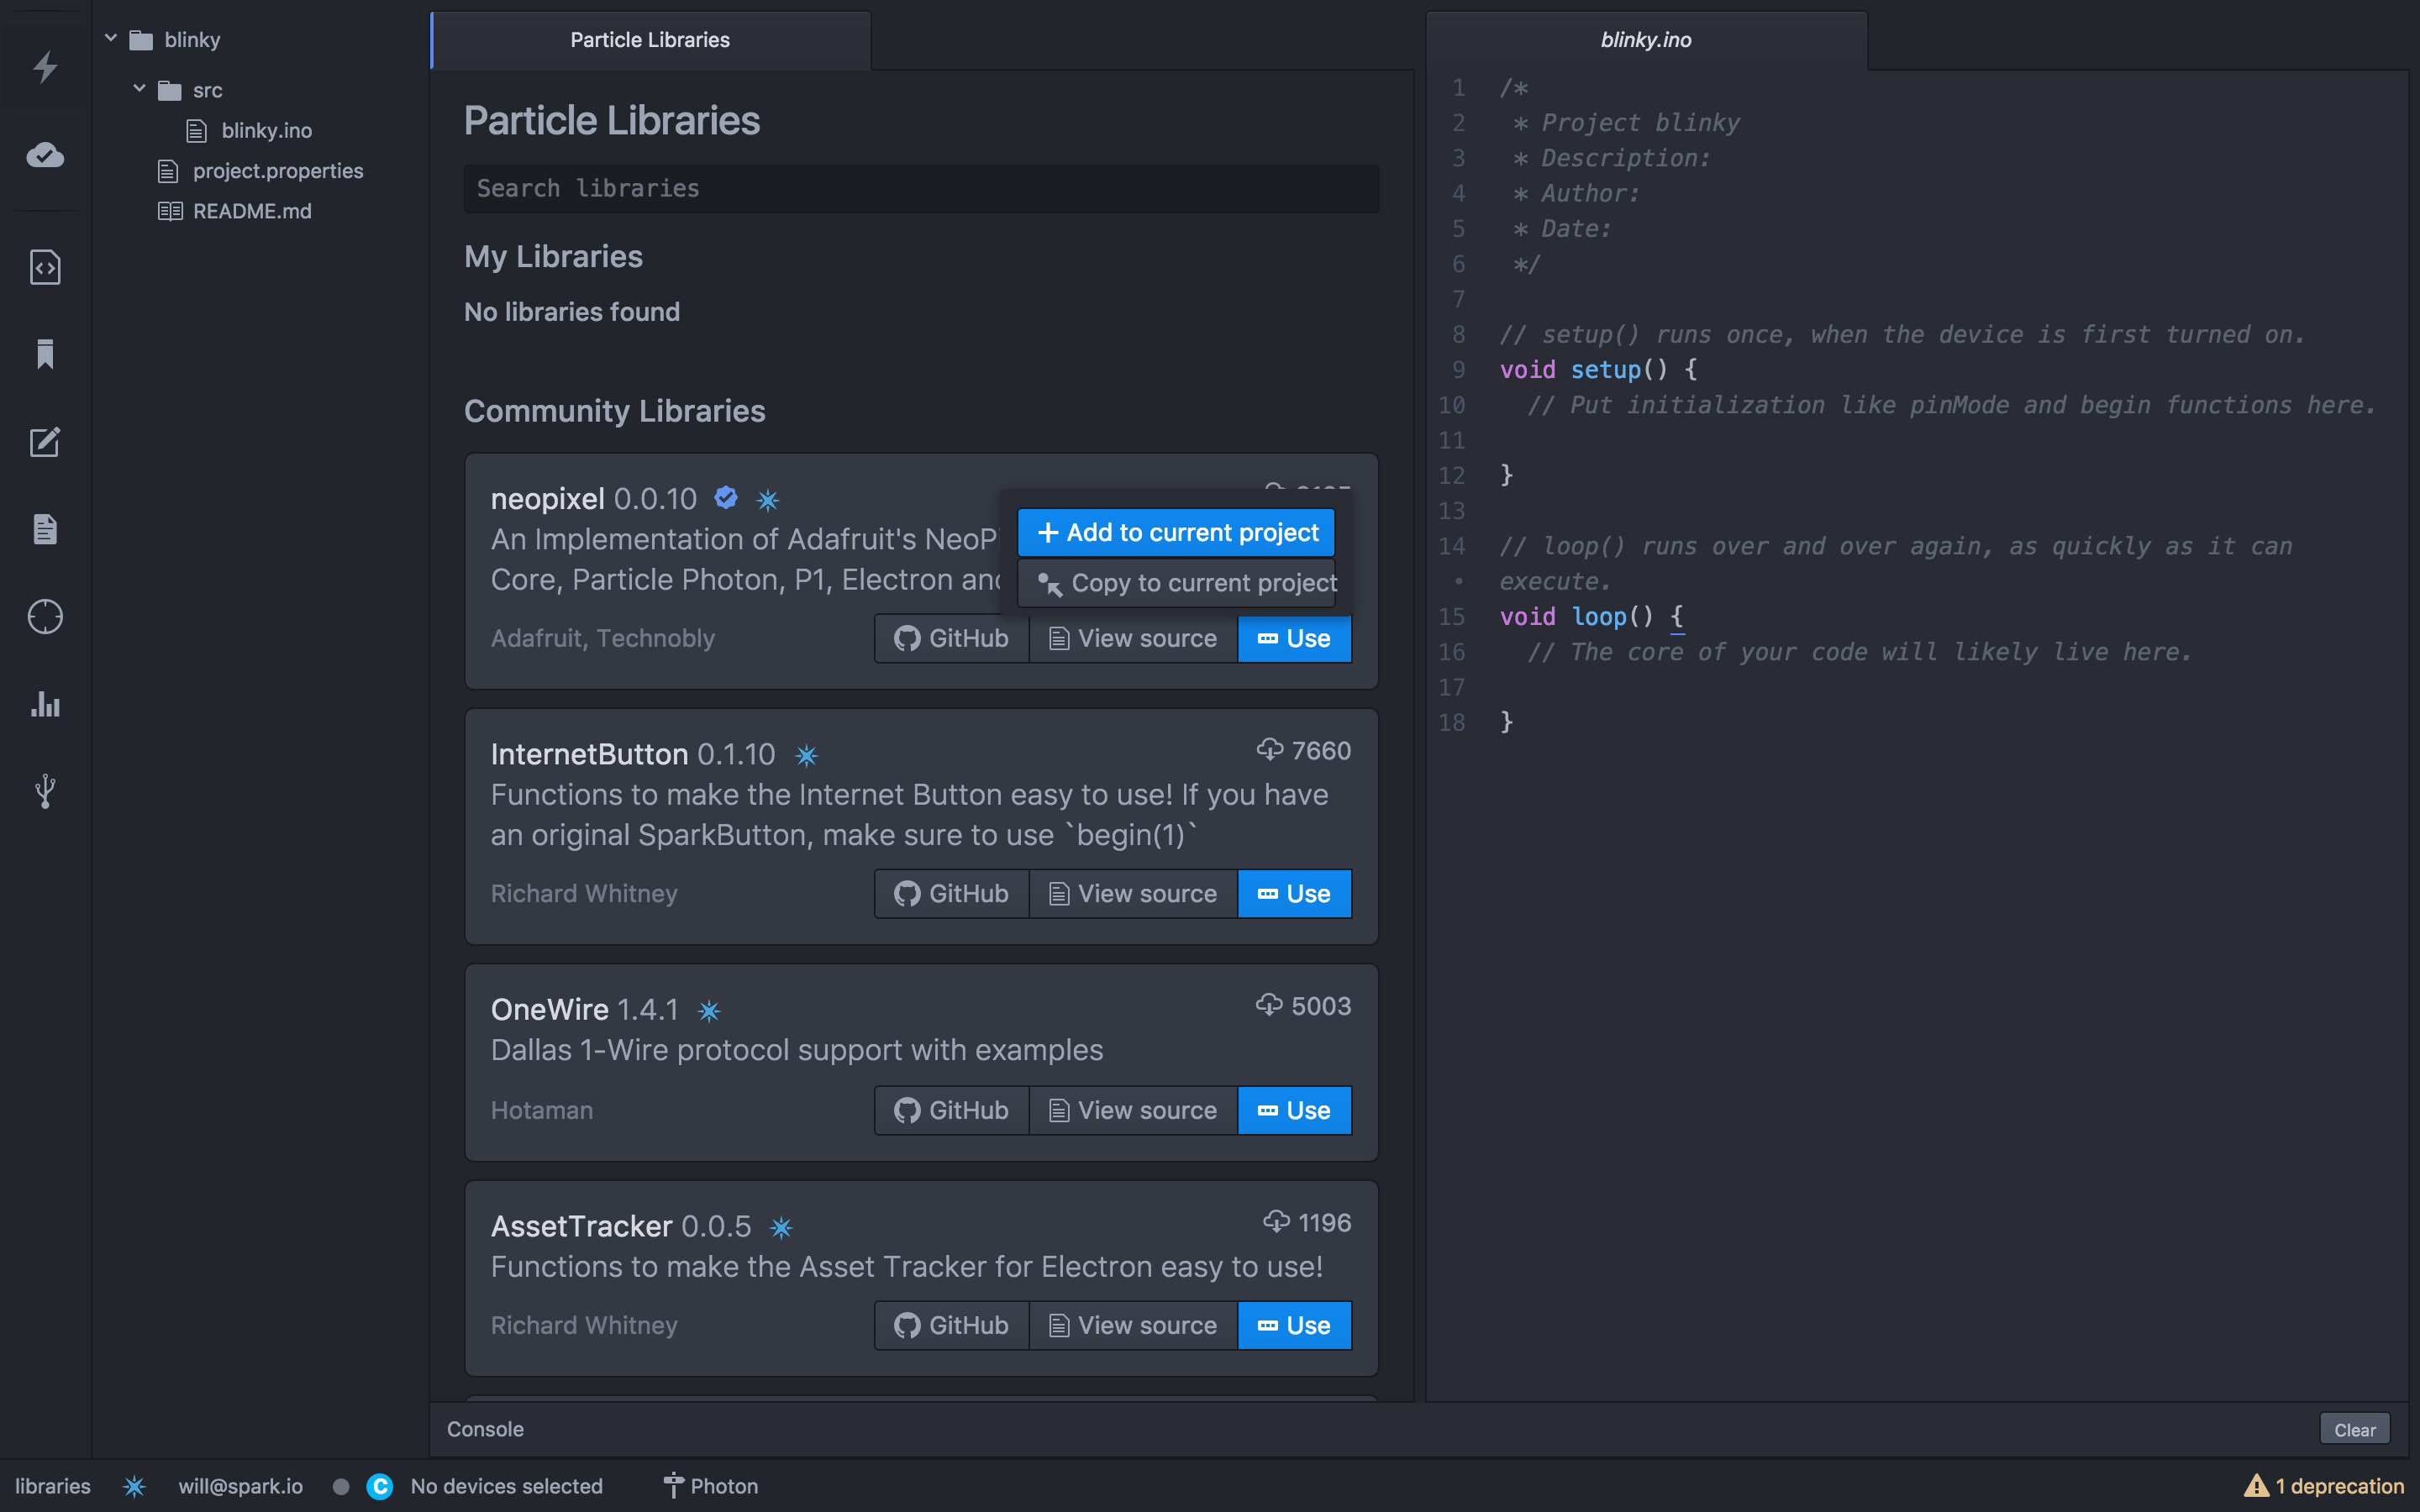 blinky
src
blinky.ino
project.properties
README.md
Particle Libraries
Particle Libraries
Search libraries
My Libraries
No libraries found
Community Libraries
neopixel 0.0.10
An Implementation of Adafruit's
Core, Particle Photon, P1, Electron
Add to current project
Copy to current project
Adafruit, Technobly
GitHub View source Use
InternetButton 0.1.10 7660
Functions to make the Internet Button easy to use! If you have
an original SparkButton, make sure to use `begin(1)`
Richard Whitney
GitHub View source Use
OneWire 1.4.1 5003
Dallas 1-Wire protocol support with examples
Hotaman
GitHub View source Use
AssetTracker 0.0.5 1196
Functions to make the Asset Tracker for Electron easy to use!
Richard Whitney
GitHub View source Use
blinky.ino
1 /*
2 * Project blinky
3 * Description:
4 * Author:
5 * Date:
6 */
7
8 // setup() runs once, when the device is first turned on.
9 void setup() {
10 // Put initialization like pinMode and begin functions here.
11
12 }
13
14 // loop() runs over and over again, as quickly as it can
• execute.
15 void loop() {
16 // The core of your code will likely live here.
17
18 }
Console
Clear
libraries will@spark.io C No devices selected Photon
1 deprecation